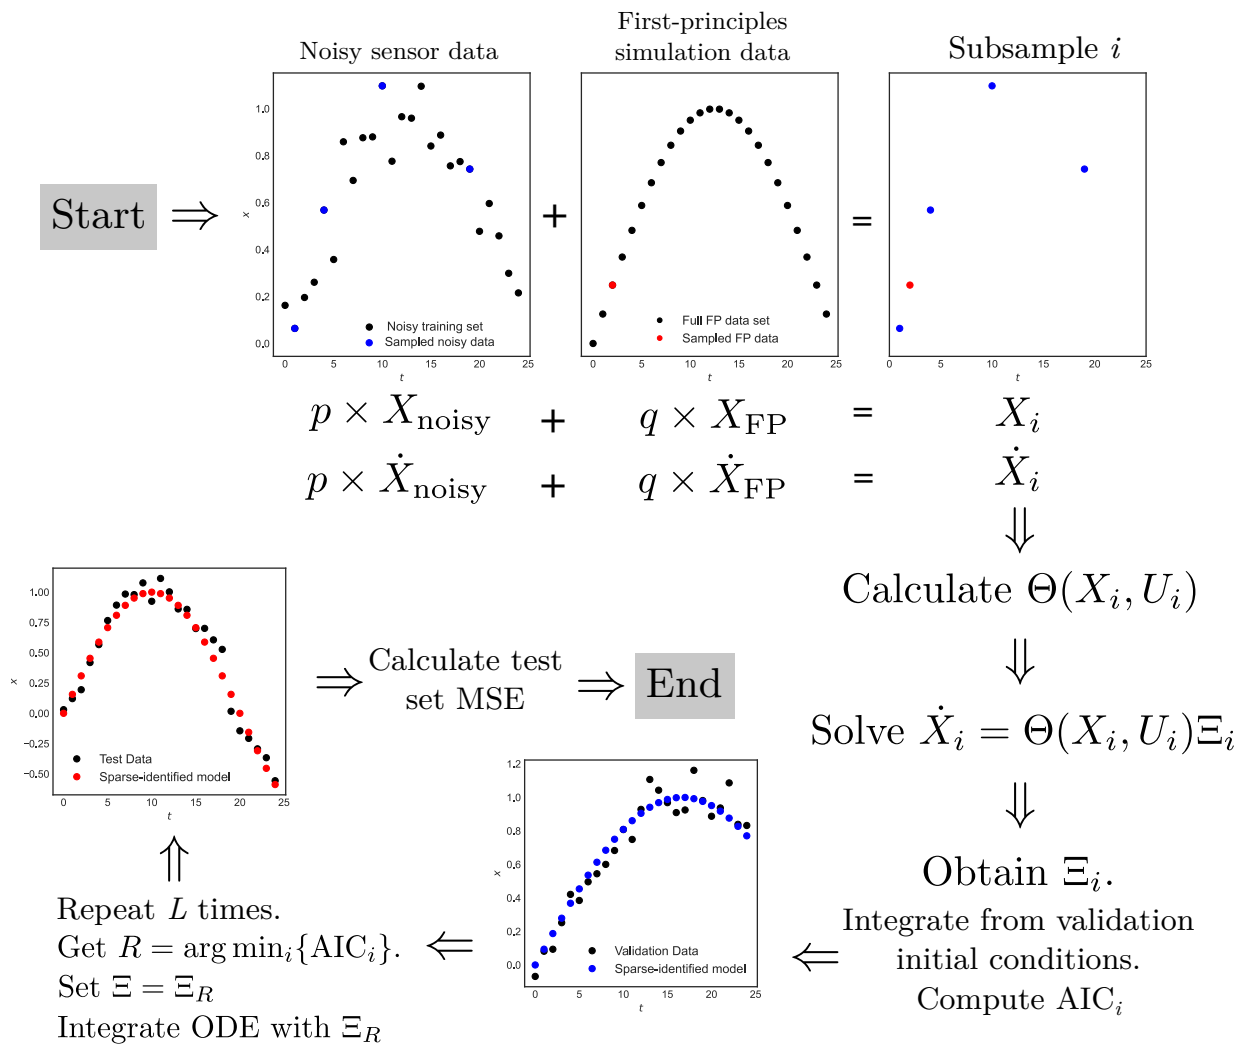 Noisy sensor data
First-principles
simulation data
Subsample i
Start ⇒
x
1.0
0.8
0.6
0.4
0.2
0.0
0 5 10 15 20 25
t
Noisy training set
Sampled noisy data
+
0 5 10 15 20 25
t
Full FP data set
Sampled FP data
=
0 5 10 15 20 25
t
p × X_noisy + q × X_FP = X_i
p × Ẋ_noisy + q × Ẋ_FP = Ẋ_i
⇓
Calculate Θ(X_i, U_i)
⇓
Solve Ẋ_i = Θ(X_i, U_i)Ξ_i
⇓
Obtain Ξ_i.
Integrate from validation
initial conditions.
Compute AIC_i
⇐
x
1.2
1.0
0.8
0.6
0.4
0.2
0.0
0 5 10 15 20 25
t
Validation Data
Sparse-identified model
⇐
Repeat L times.
Get R = arg min_i{AIC_i}.
Set Ξ = Ξ_R
Integrate ODE with Ξ_R
⇑
x
1.00
0.75
0.50
0.25
0.00
−0.25
−0.50
0 5 10 15 20 25
t
Test Data
Sparse-identified model
⇒
Calculate test
set MSE
⇒ End